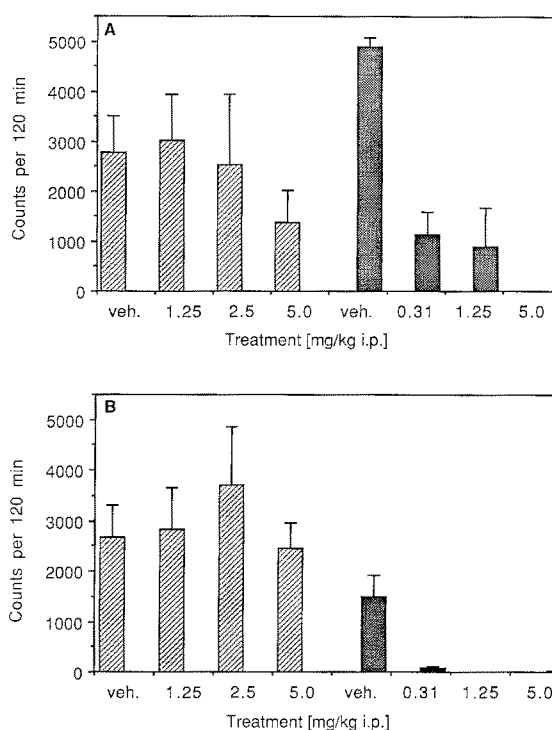 A
5000
4000
3000
2000
1000
0
Counts per 120 min
veh. 1.25 2.5 5.0 veh. 0.31 1.25 5.0
Treatment [mg/kg i.p.]
B
5000
4000
3000
2000
1000
0
Counts per 120 min
veh. 1.25 2.5 5.0 veh. 0.31 1.25 5.0
Treatment [mg/kg i.p.]